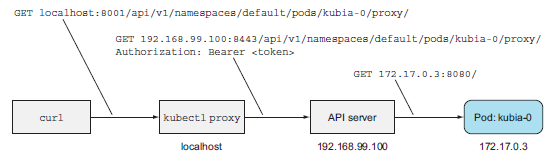 GET localhost:8001/api/v1/namespaces/default/pods/kubia-0/proxy/
GET 192.168.99.100:8443/api/v1/namespaces/default/pods/kubia-0/proxy/
Authorization: Bearer <token>
GET 172.17.0.3:8080/
curl
kubectl proxy
API server
Pod: kubia-0
localhost
192.168.99.100
172.17.0.3